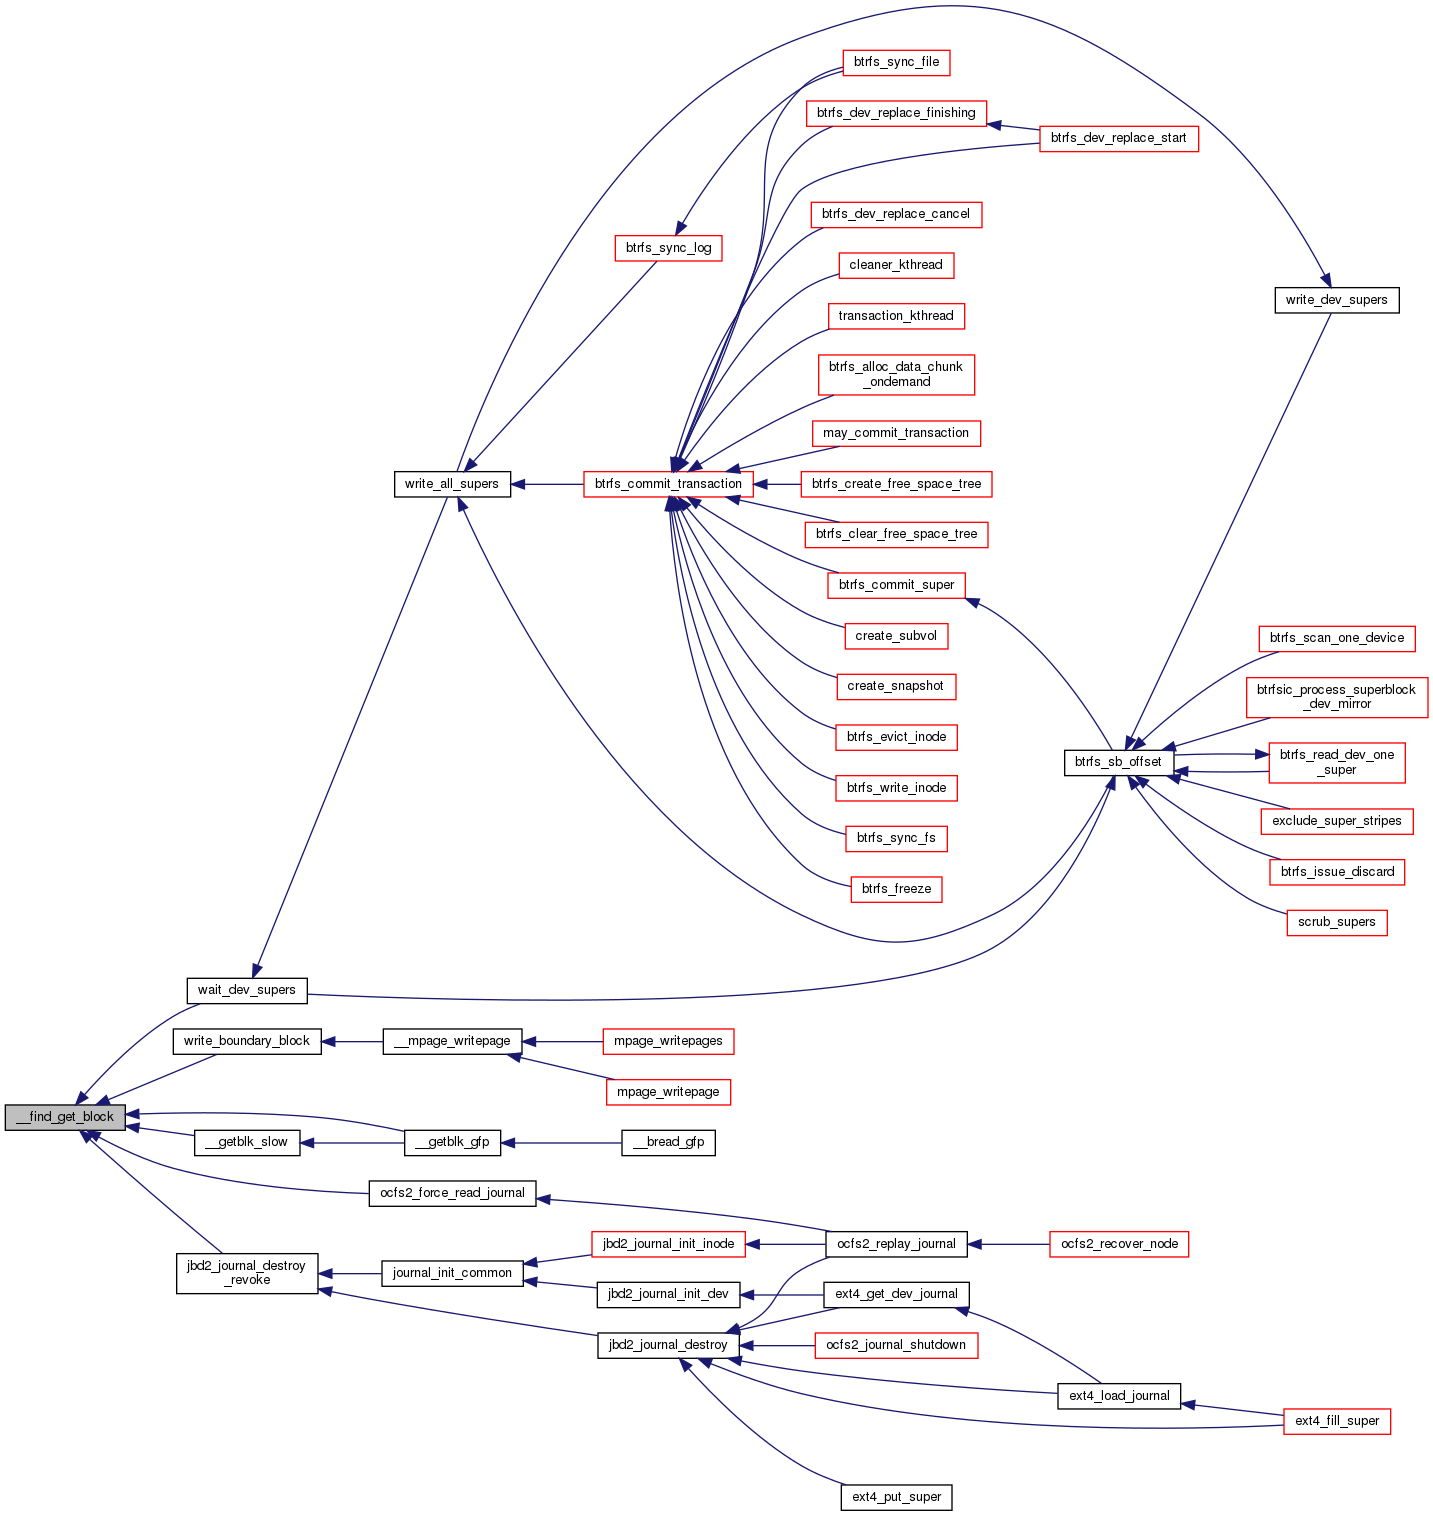 btrfs_sync_file
btrfs_dev_replace_finishing
btrfs_dev_replace_start
btrfs_dev_replace_cancel
btrfs_sync_log
cleaner_kthread
write_dev_supers
transaction_kthread
btrfs_alloc_data_chunk
_ondemand
may_commit_transaction
write_all_supers
btrfs_commit_transaction
btrfs_create_free_space_tree
btrfs_clear_free_space_tree
btrfs_commit_super
create_subvol
btrfs_scan_one_device
create_snapshot
btrfsic_process_superblock
_dev_mirror
btrfs_evict_inode
btrfs_sb_offset
btrfs_read_dev_one
_super
btrfs_write_inode
exclude_super_stripes
btrfs_sync_fs
btrfs_issue_discard
btrfs_freeze
scrub_supers
wait_dev_supers
write_boundary_block
__mpage_writepage
mpage_writepages
mpage_writepage
__find_get_block
__getblk_slow
__getblk_gfp
__bread_gfp
ocfs2_force_read_journal
jbd2_journal_init_inode
ocfs2_replay_journal
ocfs2_recover_node
jbd2_journal_destroy
_revoke
journal_init_common
jbd2_journal_init_dev
ext4_get_dev_journal
jbd2_journal_destroy
ocfs2_journal_shutdown
ext4_load_journal
ext4_fill_super
ext4_put_super